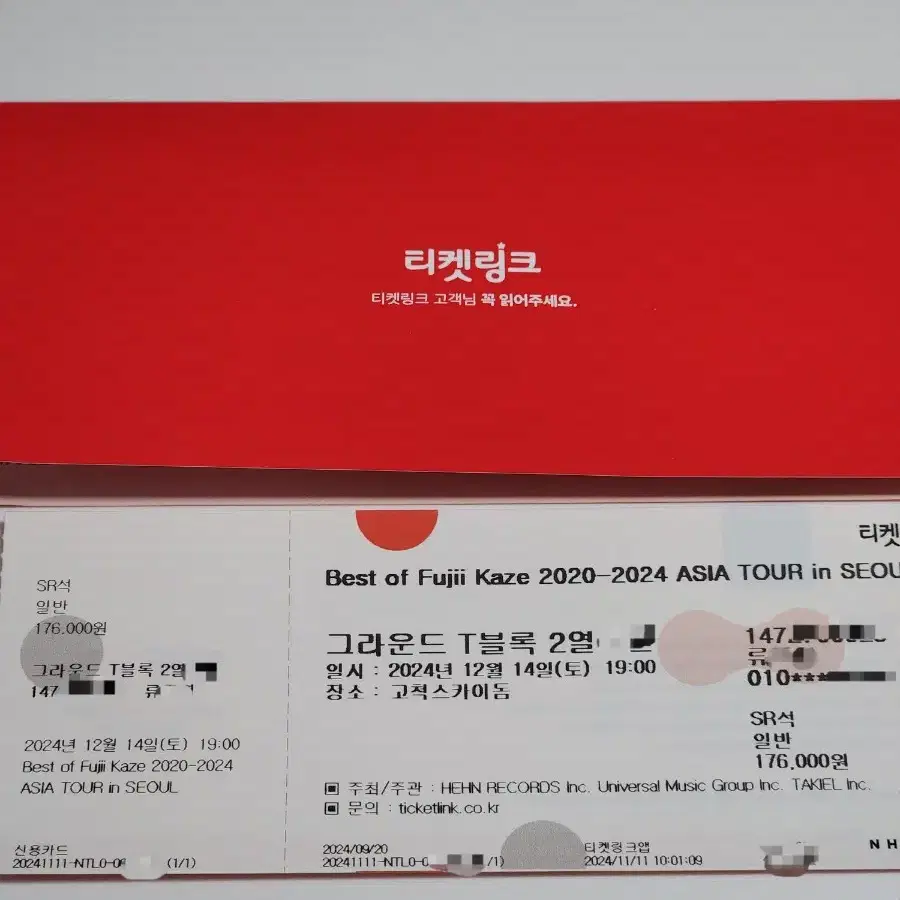 티켓링크
티켓링크 고객님 꼭 읽어주세요.
SR석
일반
176.000원
그라운드 T블록 2열
147
류
2024년 12월 14일(토) 19:00
Best of Fujii Kaze 2020-2024
ASIA TOUR in SEOUL
신용카드
20241111-NTL0-0 (1/1)
티켓
Best of Fujii Kaze 2020-2024 ASIA TOUR in SEOU
그라운드 T블록 2열
일시 : 2024년 12월 14일(토) 19:00
장소 : 고척스카이돔
147
류
010***
SR석
일반
176.000원
주최/주관 : HEHN RECORDS Inc. Universal Music Group Inc. TAKIEL Inc.
문의 : ticketlink.co.kr
2024/09/20
20241111-NTL0-0 /1)
티켓링크앱
2024/11/11 10:01:09
NH